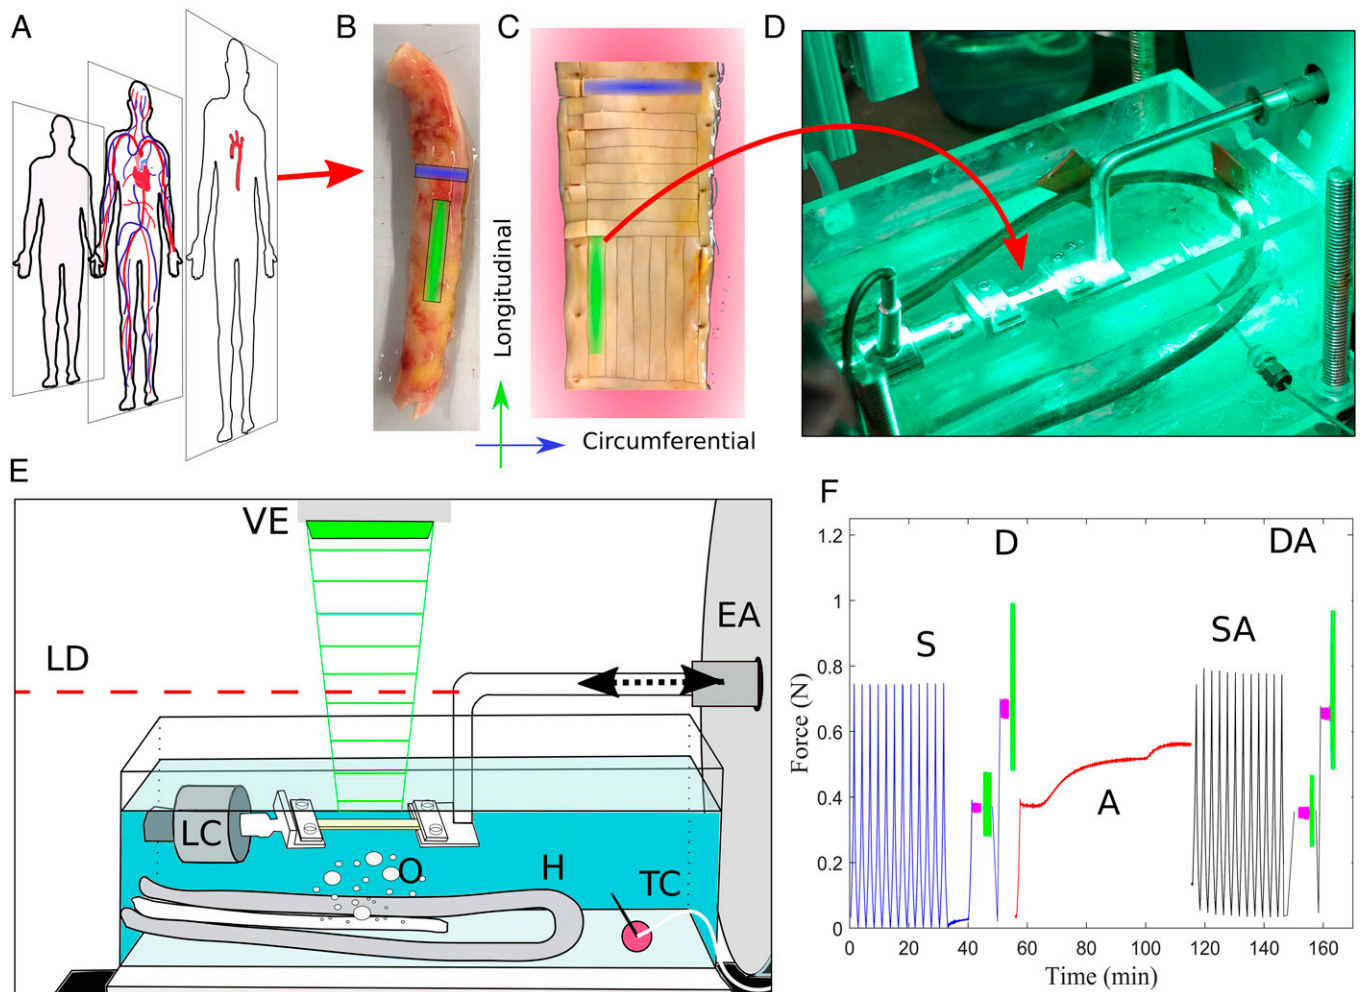 A
B
C
D
Longitudinal
Circumferential
E
VE
LD
EA
LC
O
H
TC
F
D
DA
S
SA
A
Force (N)
1.2
1
0.8
0.6
0.4
0.2
0
0 20 40 60 80 100 120 140 160
Time (min)